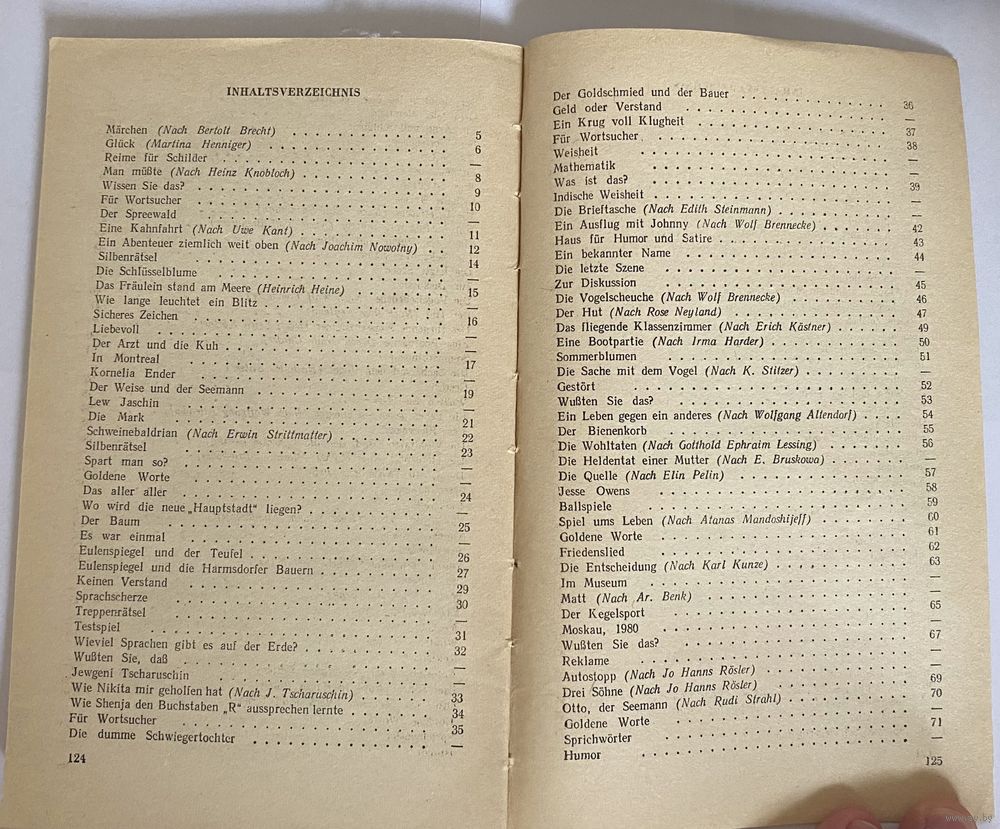 INHALTSVERZEICHNIS
Märchen (Nach Bertolt Brecht) . . . . . . . . . . 5
Glück (Martina Henniger) . . . . . . . . . . 6
Reime für Schilder . . . . . . . . . . —
Man müßte (Nach Heinz Knobloch) . . . . . . . . . . 8
Wissen Sie das? . . . . . . . . . . 9
Für Wortsucher . . . . . . . . . . 10
Der Spreewald . . . . . . . . . . —
Eine Kahnfahrt (Nach Uwe Kant) . . . . . . . . . . 11
Ein Abenteuer ziemlich weit oben (Nach Joachim Nowotny) . . 12
Silbenrätsel . . . . . . . . . . 14
Die Schlüsselblume . . . . . . . . . . —
Das Fräulein stand am Meere (Heinrich Heine) . . . . . . 15
Wie lange leuchtet ein Blitz . . . . . . . . . . —
Sicheres Zeichen . . . . . . . . . . 16
Liebevoll . . . . . . . . . . —
Der Arzt und die Kuh . . . . . . . . . . —
In Montreal . . . . . . . . . . 17
Kornelia Ender . . . . . . . . . . —
Der Weise und der Seemann . . . . . . . . . . 19
Lew Jaschin . . . . . . . . . . —
Die Mark . . . . . . . . . . 21
Schweinebaldrian (Nach Erwin Strittmatter) . . . . . . . 22
Silbenrätsel . . . . . . . . . . 23
Spart man so? . . . . . . . . . . —
Goldene Worte . . . . . . . . . . —
Das aller aller . . . . . . . . . . 24
Wo wird die neue „Hauptstadt" liegen? . . . . . . . . . —
Der Baum . . . . . . . . . . 25
Es war einmal . . . . . . . . . . —
Eulenspiegel und der Teufel . . . . . . . . . . 26
Eulenspiegel und die Harmsdorfer Bauern . . . . . . . . 27
Keinen Verstand . . . . . . . . . . 29
Sprachscherze . . . . . . . . . . 30
Treppenrätsel . . . . . . . . . . —
Testspiel . . . . . . . . . . 31
Wieviel Sprachen gibt es auf der Erde? . . . . . . . . . 32
Wußten Sie, daß . . . . . . . . . . —
Jewgeni Tscharuschin . . . . . . . . . . —
Wie Nikita mir geholfen hat (Nach J. Tscharuschin) . . . . 33
Wie Shenja den Buchstaben „R" aussprechen lernte . . . . . 34
Für Wortsucher . . . . . . . . . . 35
Die dumme Schwiegertochter . . . . . . . . . . —
124
Der Goldschmied und der Bauer . . . . . . . . . . 36
Geld oder Verstand . . . . . . . . . . —
Ein Krug voll Klugheit . . . . . . . . . . 37
Für Wortsucher . . . . . . . . . . 38
Weisheit . . . . . . . . . . —
Mathematik . . . . . . . . . . —
Was ist das? . . . . . . . . . . 39
Indische Weisheit . . . . . . . . . . —
Die Brieftasche (Nach Edith Steinmann) . . . . . . . . . —
Ein Ausflug mit Johnny (Nach Wolf Brennecke) . . . . . . 42
Haus für Humor und Satire . . . . . . . . . . 43
Ein bekannter Name . . . . . . . . . . 44
Die letzte Szene . . . . . . . . . . —
Zur Diskussion . . . . . . . . . . 45
Die Vogelscheuche (Nach Wolf Brennecke) . . . . . . . . 46
Der Hut (Nach Rose Neyland) . . . . . . . . . . 47
Das fliegende Klassenzimmer (Nach Erich Kästner) . . . . . 49
Eine Bootpartie (Nach Irma Harder) . . . . . . . . . . 50
Sommerblumen . . . . . . . . . . 51
Die Sache mit dem Vogel (Nach K. Stitzer) . . . . . . . . —
Gestört . . . . . . . . . . 52
Wußten Sie das? . . . . . . . . . . 53
Ein Leben gegen ein anderes (Nach Wolfgang Altendorf) . . . . 54
Der Bienenkorb . . . . . . . . . . 55
Die Wohltaten (Nach Gotthold Ephraim Lessing) . . . . . . 56
Die Heldentat einer Mutter (Nach E. Bruskowa) . . . . . . —
Die Quelle (Nach Elin Pelin) . . . . . . . . . . 57
Jesse Owens . . . . . . . . . . 58
Ballspiele . . . . . . . . . . 59
Spiel ums Leben (Nach Atanas Mandoshijeff) . . . . . . . 60
Goldene Worte . . . . . . . . . . 61
Friedenslied . . . . . . . . . . 62
Die Entscheidung (Nach Karl Kunze) . . . . . . . . . . 63
Im Museum . . . . . . . . . . —
Matt (Nach Ar. Benk) . . . . . . . . . . —
Der Kegelsport . . . . . . . . . . 65
Moskau, 1980 . . . . . . . . . . —
Wußten Sie das? . . . . . . . . . . 67
Reklame . . . . . . . . . . —
Autostopp (Nach Jo Hanns Rösler) . . . . . . . . . . —
Drei Söhne (Nach Jo Hanns Rösler) . . . . . . . . . . 69
Otto, der Seemann (Nach Rudi Strahl) . . . . . . . . . . 70
Goldene Worte . . . . . . . . . . —
Sprichwörter . . . . . . . . . . 71
Humor . . . . . . . . . . —
125
www.ay.by